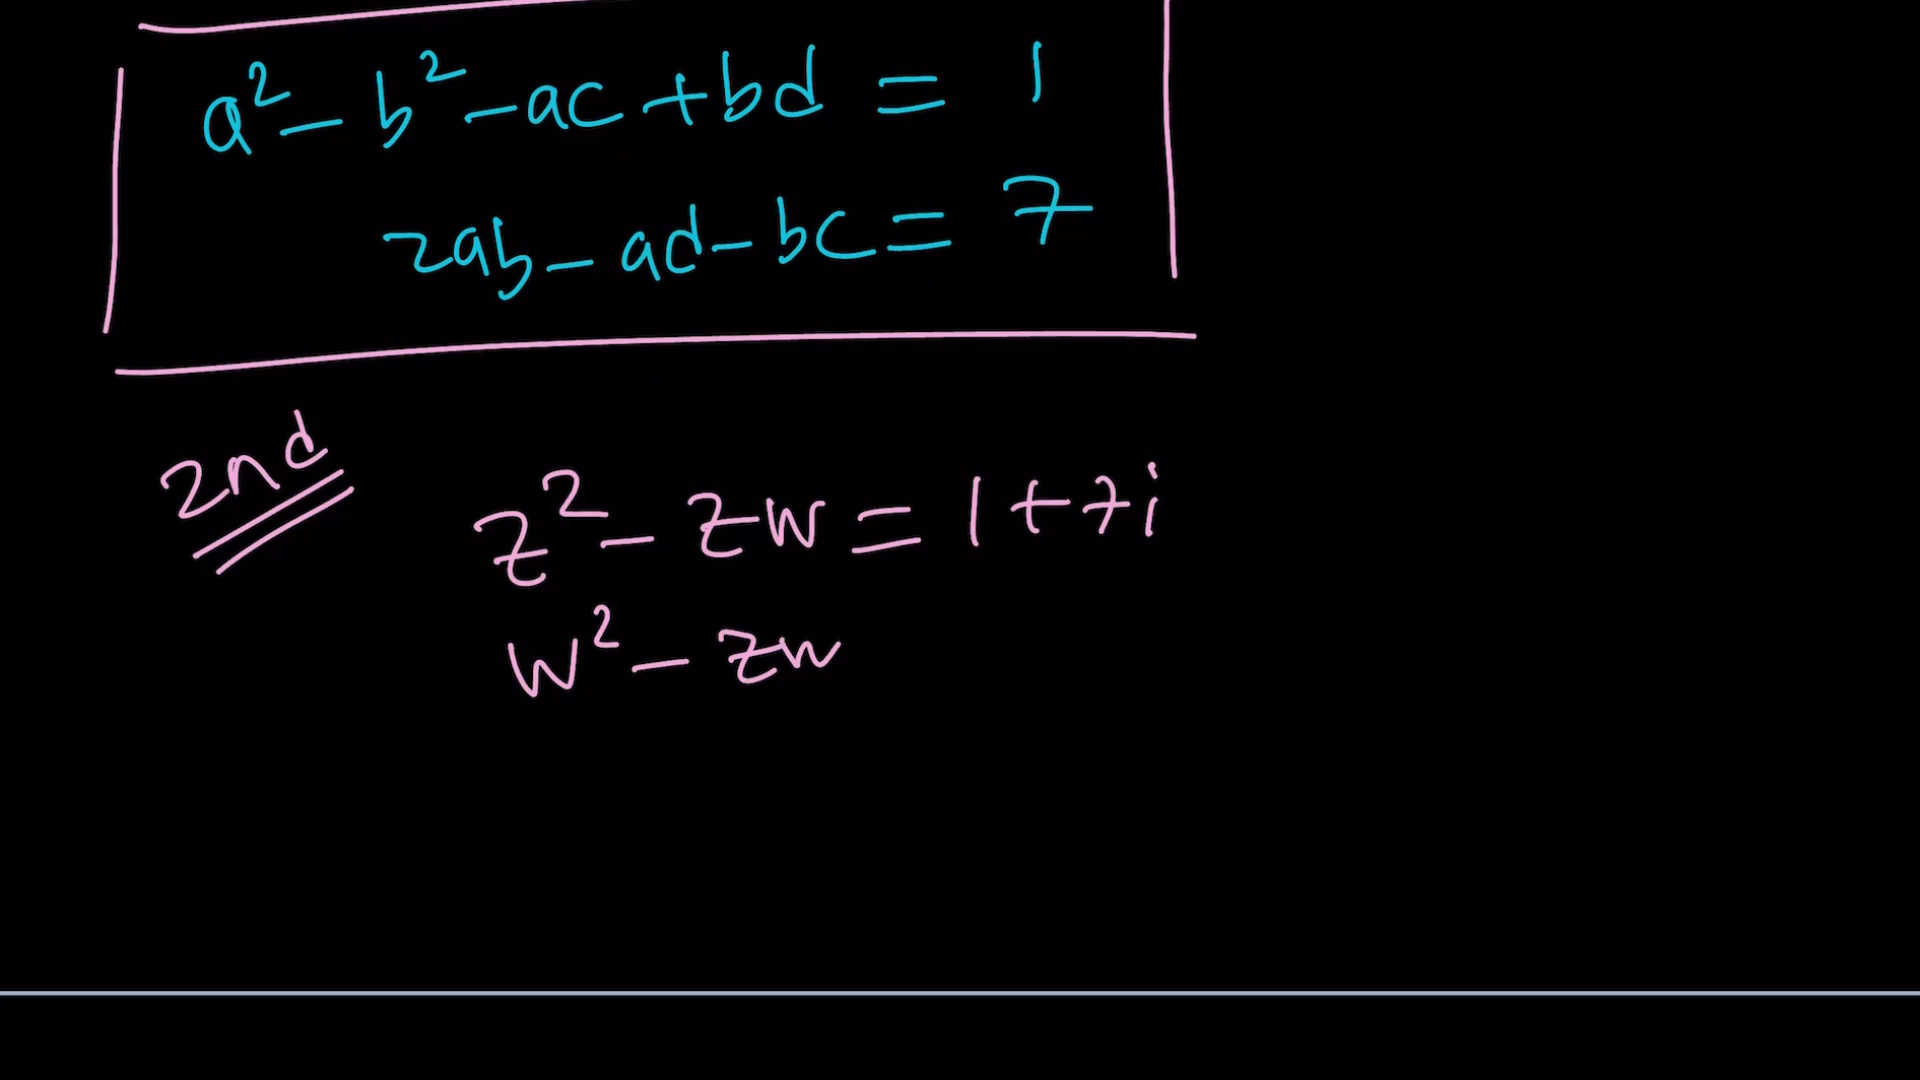 a² - b² - ac + bd = 1
2ab - ad - bc = 7
2nd
z² - zw = 1 + 7i
w² - zw